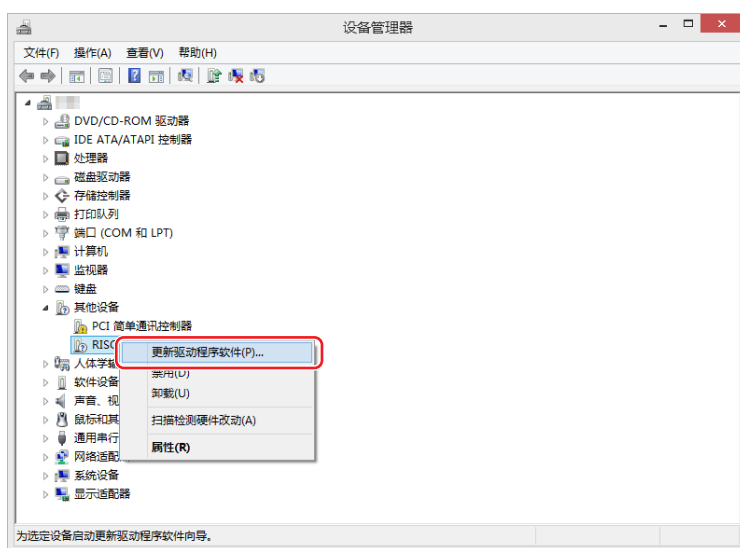 设备管理器
文件(F) 操作(A) 查看(V) 帮助(H)
DVD/CD-ROM 驱动器
IDE ATA/ATAPI 控制器
处理器
磁盘驱动器
存储控制器
打印队列
端口 (COM 和 LPT)
计算机
监视器
键盘
其他设备
PCI 简单通讯控制器
更新驱动程序软件(P)...
人体学
禁用(D)
软件设备
卸载(U)
声音、视
鼠标和其
扫描检测硬件改动(A)
通用串行
属性(R)
网络适配
系统设备
显示适配器
为选定设备启动更新驱动程序软件向导。